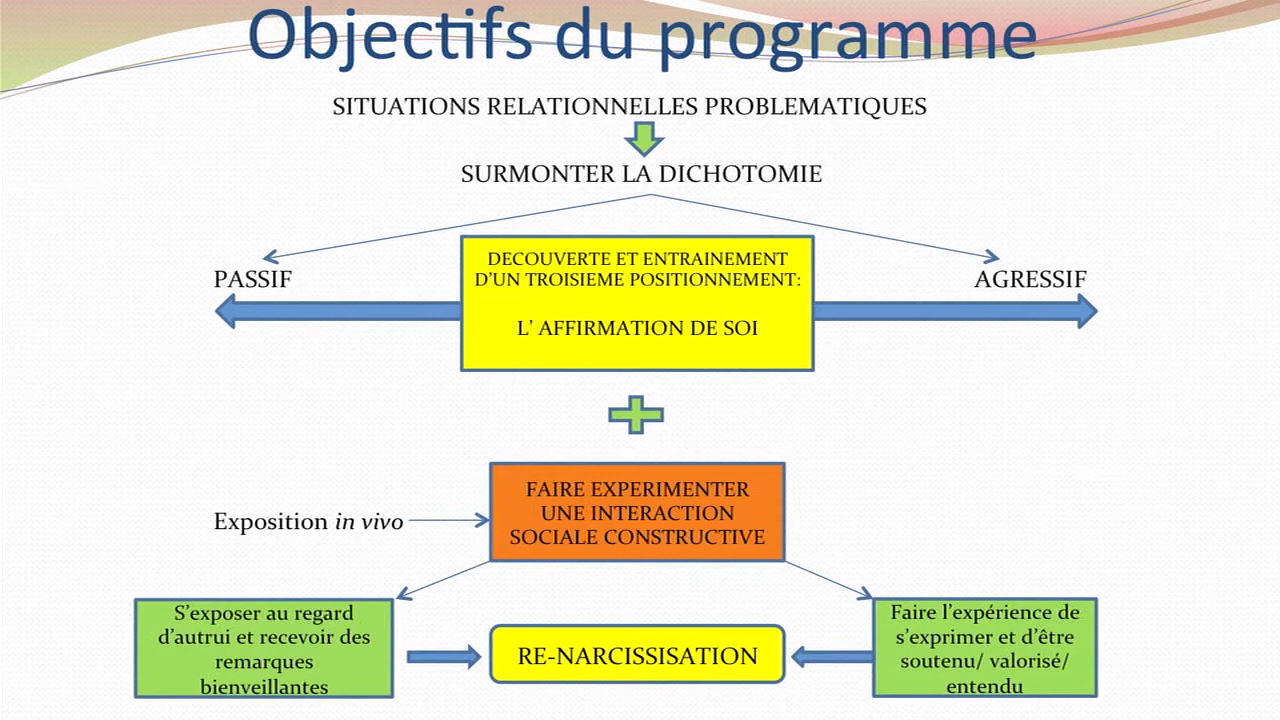 Objectifs du programme
SITUATIONS RELATIONNELLES PROBLEMATIQUES
SURMONTER LA DICHOTOMIE
PASSIF
DECOUVERTE ET ENTRAINEMENT
D'UN TROISIEME POSITIONNEMENT:
L' AFFIRMATION DE SOI
AGRESSIF
Exposition in vivo
FAIRE EXPERIMENTER
UNE INTERACTION
SOCIALE CONSTRUCTIVE
S'exposer au regard
d'autrui et recevoir des
remarques
bienveillantes
RE-NARCISSISATION
Faire l'expérience de
s'exprimer et d'être
soutenu/ valorisé/
entendu